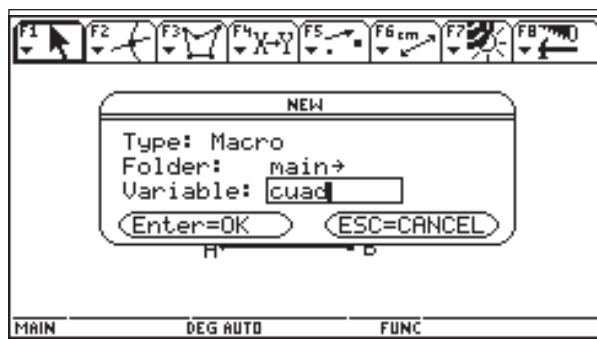 F1 F2 F3 F4 X→Y F5 F6 cm F7 F8
NEW
Type: Macro
Folder: main→
Variable: cuad
Enter=OK ESC=CANCEL
A B
MAIN DEG AUTO FUNC